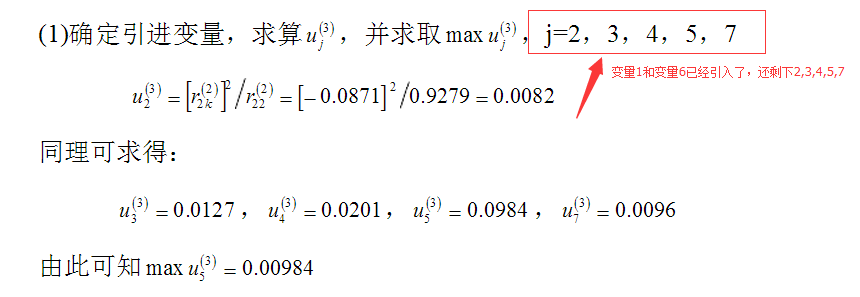 (1)确定引进变量，求算 u_j^{(3)}，并求取 max u_j^{(3)}，j=2，3，4，5，7
变量1和变量6已经引入了，还剩下2,3,4,5,7
u_2^{(3)} = [r_{2k}^{(2)}]^2 / r_{22}^{(2)} = [−0.0871]^2 / 0.9279 = 0.0082
同理可求得：
u_3^{(3)} = 0.0127，u_4^{(3)} = 0.0201，u_5^{(3)} = 0.0984，u_7^{(3)} = 0.0096
由此可知 max u_5^{(3)} = 0.00984